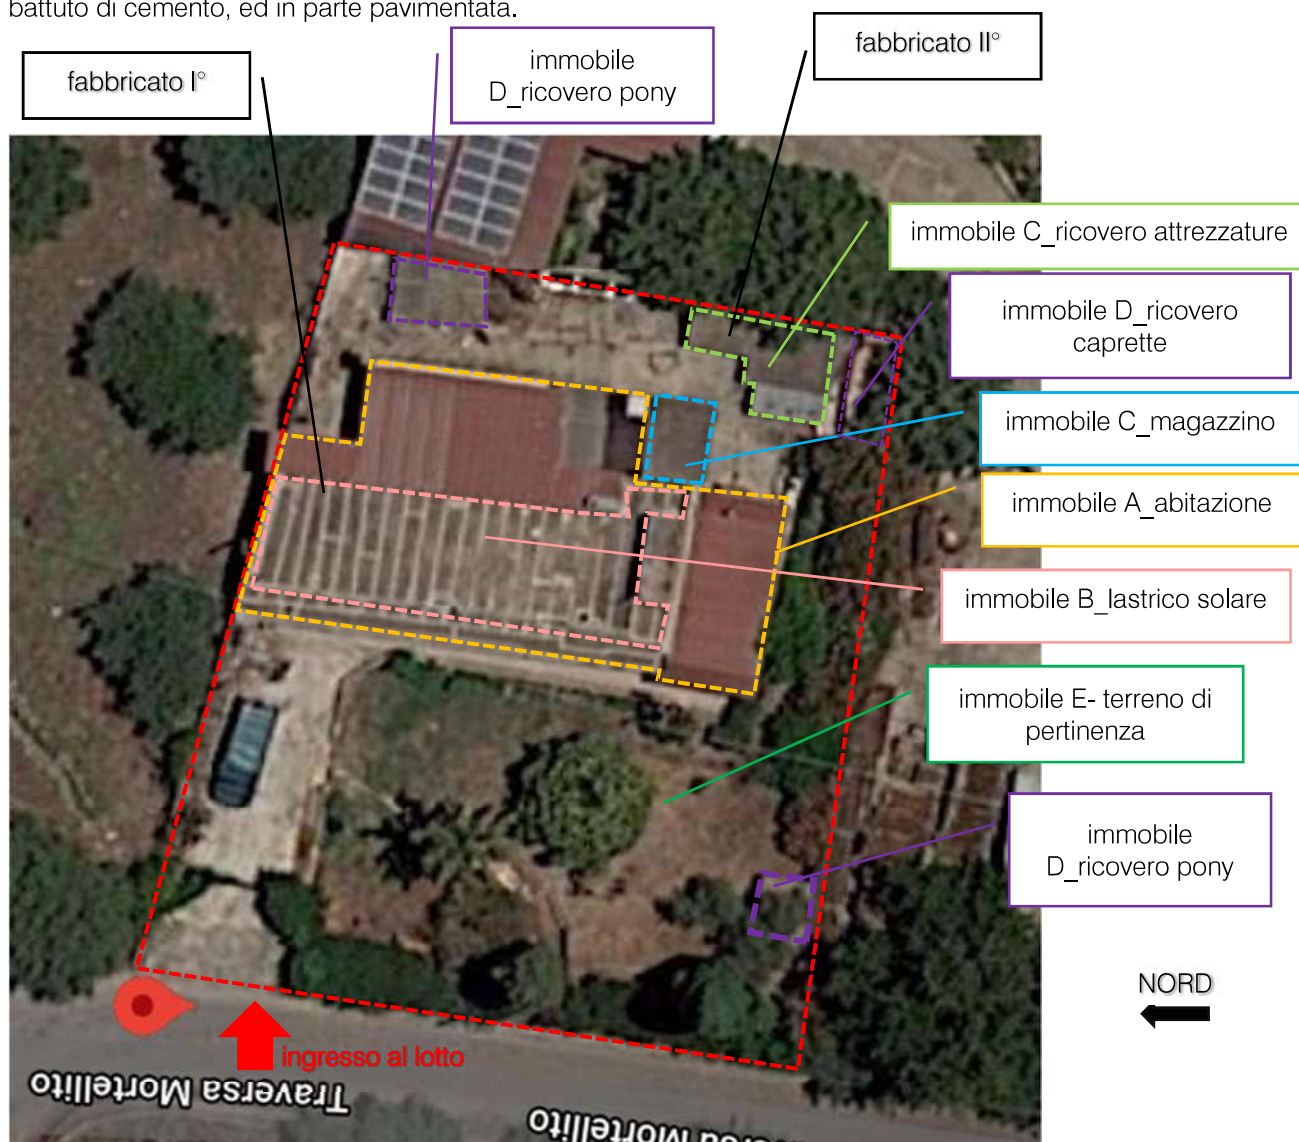 battuto di cemento, ed in parte pavimentata.
fabbricato I°
immobile
D_ricovero pony
fabbricato II°
immobile C_ricovero attrezzature
immobile D_ricovero
caprette
immobile C_magazzino
immobile A_abitazione
immobile B_lastrico solare
immobile E- terreno di
pertinenza
immobile
D_ricovero pony
NORD
ingresso al lotto
Traversa Mortellito
Mortellito